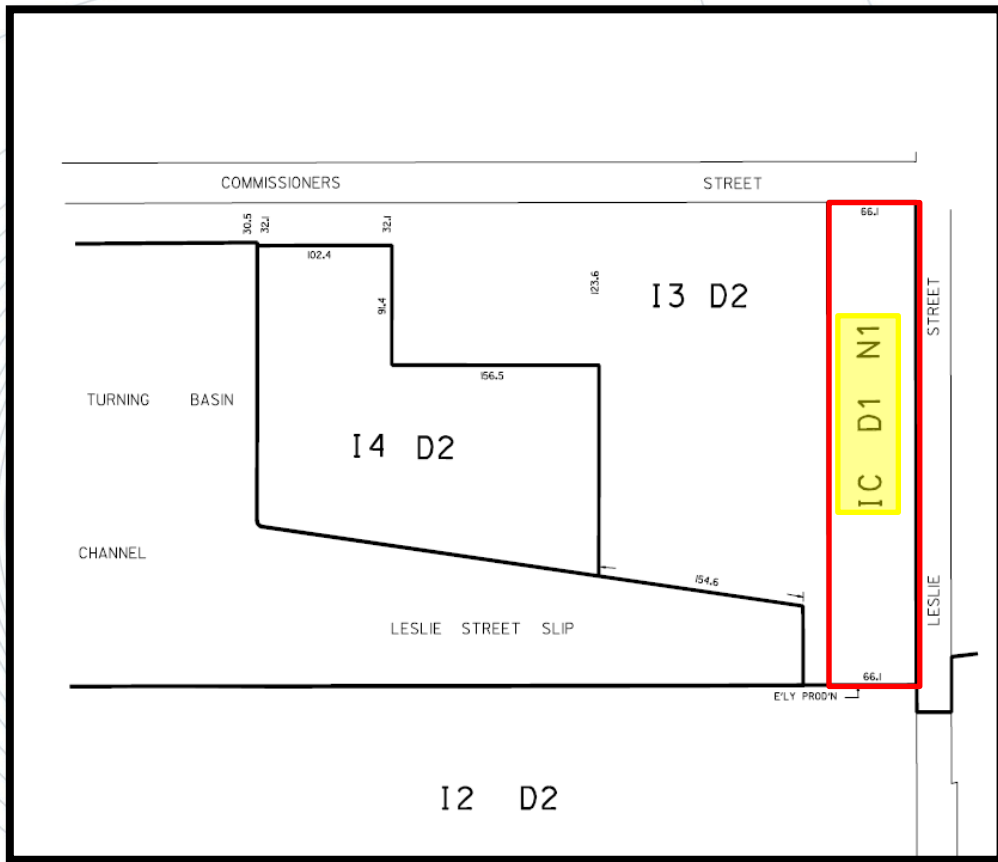 COMMISSIONERS STREET
30.5
32.1
32.1
66.1
102.4
91.4
123.6
I3 D2
STREET
IC D1 N1
156.5
TURNING BASIN
I4 D2
CHANNEL
154.6
LESLIE
LESLIE STREET SLIP
66.1
E'LY PROD'N
I2 D2